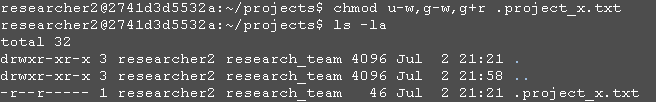 researcher2@2741d3d5532a:~/projects$ chmod u-w,g-w,g+r .project_x.txt
researcher2@2741d3d5532a:~/projects$ ls -la
total 32
drwxr-xr-x 3 researcher2 research_team 4096 Jul  2 21:21 .
drwxr-xr-x 3 researcher2 research_team 4096 Jul  2 21:58 ..
-r--r----- 1 researcher2 research_team   46 Jul  2 21:21 .project_x.txt